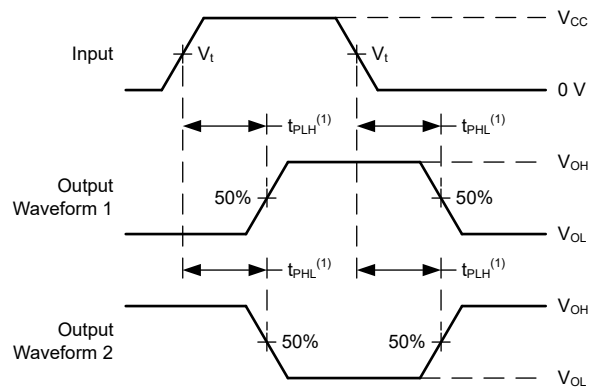 V_CC
Input
V_t
V_t
0 V
t_PLH^(1)
t_PHL^(1)
V_OH
Output
Waveform 1
50%
50%
V_OL
t_PHL^(1)
t_PLH^(1)
V_OH
Output
Waveform 2
50%
50%
V_OL